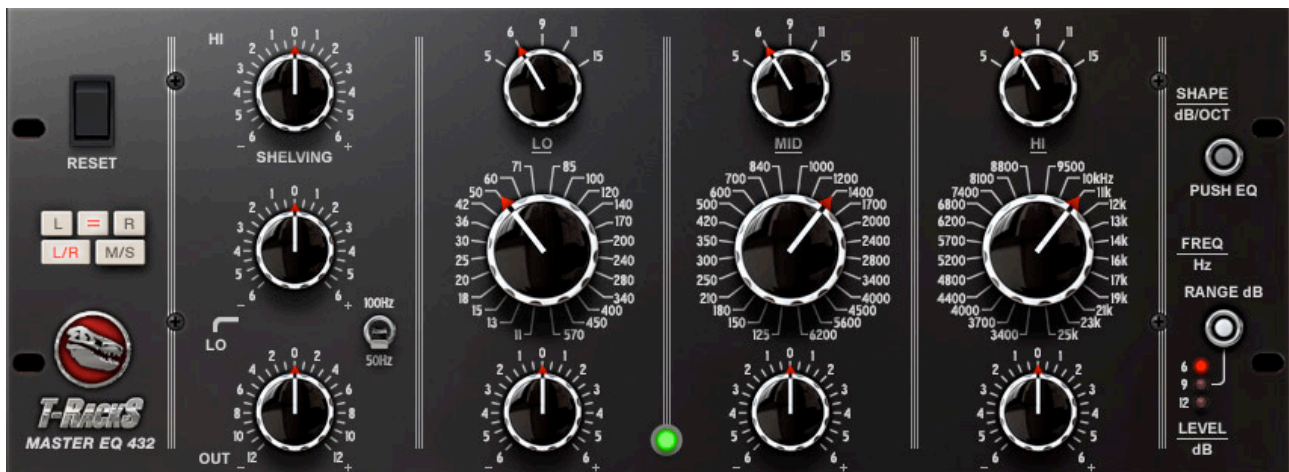 RESET
L = R
L/R M/S
T-RACKS
MASTER EQ 432
HI
6 5 4 3 2 1 0 1 2 3 4 5 6
- +
SHELVING
6 5 4 3 2 1 0 1 2 3 4 5 6
- +
LO
100Hz
50Hz
12 10 8 6 4 2 0 2 4 6 8 10 12
- +
OUT
5 6 9 11 15
LO
11 13 15 18 20 25 30 36 42 50 60 71 85 100 120 140 170 200 240 280 340 400 450 570
6 5 4 3 2 1 0 1 2 3 4 5 6
- +
5 6 9 11 15
MID
125 150 180 210 250 300 350 420 500 600 700 840 1000 1200 1400 1700 2000 2400 2800 3400 4000 4500 5600 6200
6 5 4 3 2 1 0 1 2 3 4 5 6
- +
5 6 9 11 15
HI
3400 3700 4000 4400 4800 5200 5700 6200 6800 7400 8100 8800 9500 10kHz 11k 12k 13k 14k 16k 17k 19k 21k 23k 25k
6 5 4 3 2 1 0 1 2 3 4 5 6
- +
SHAPE
dB/OCT
PUSH EQ
FREQ
Hz
RANGE dB
6
9
12
LEVEL
dB